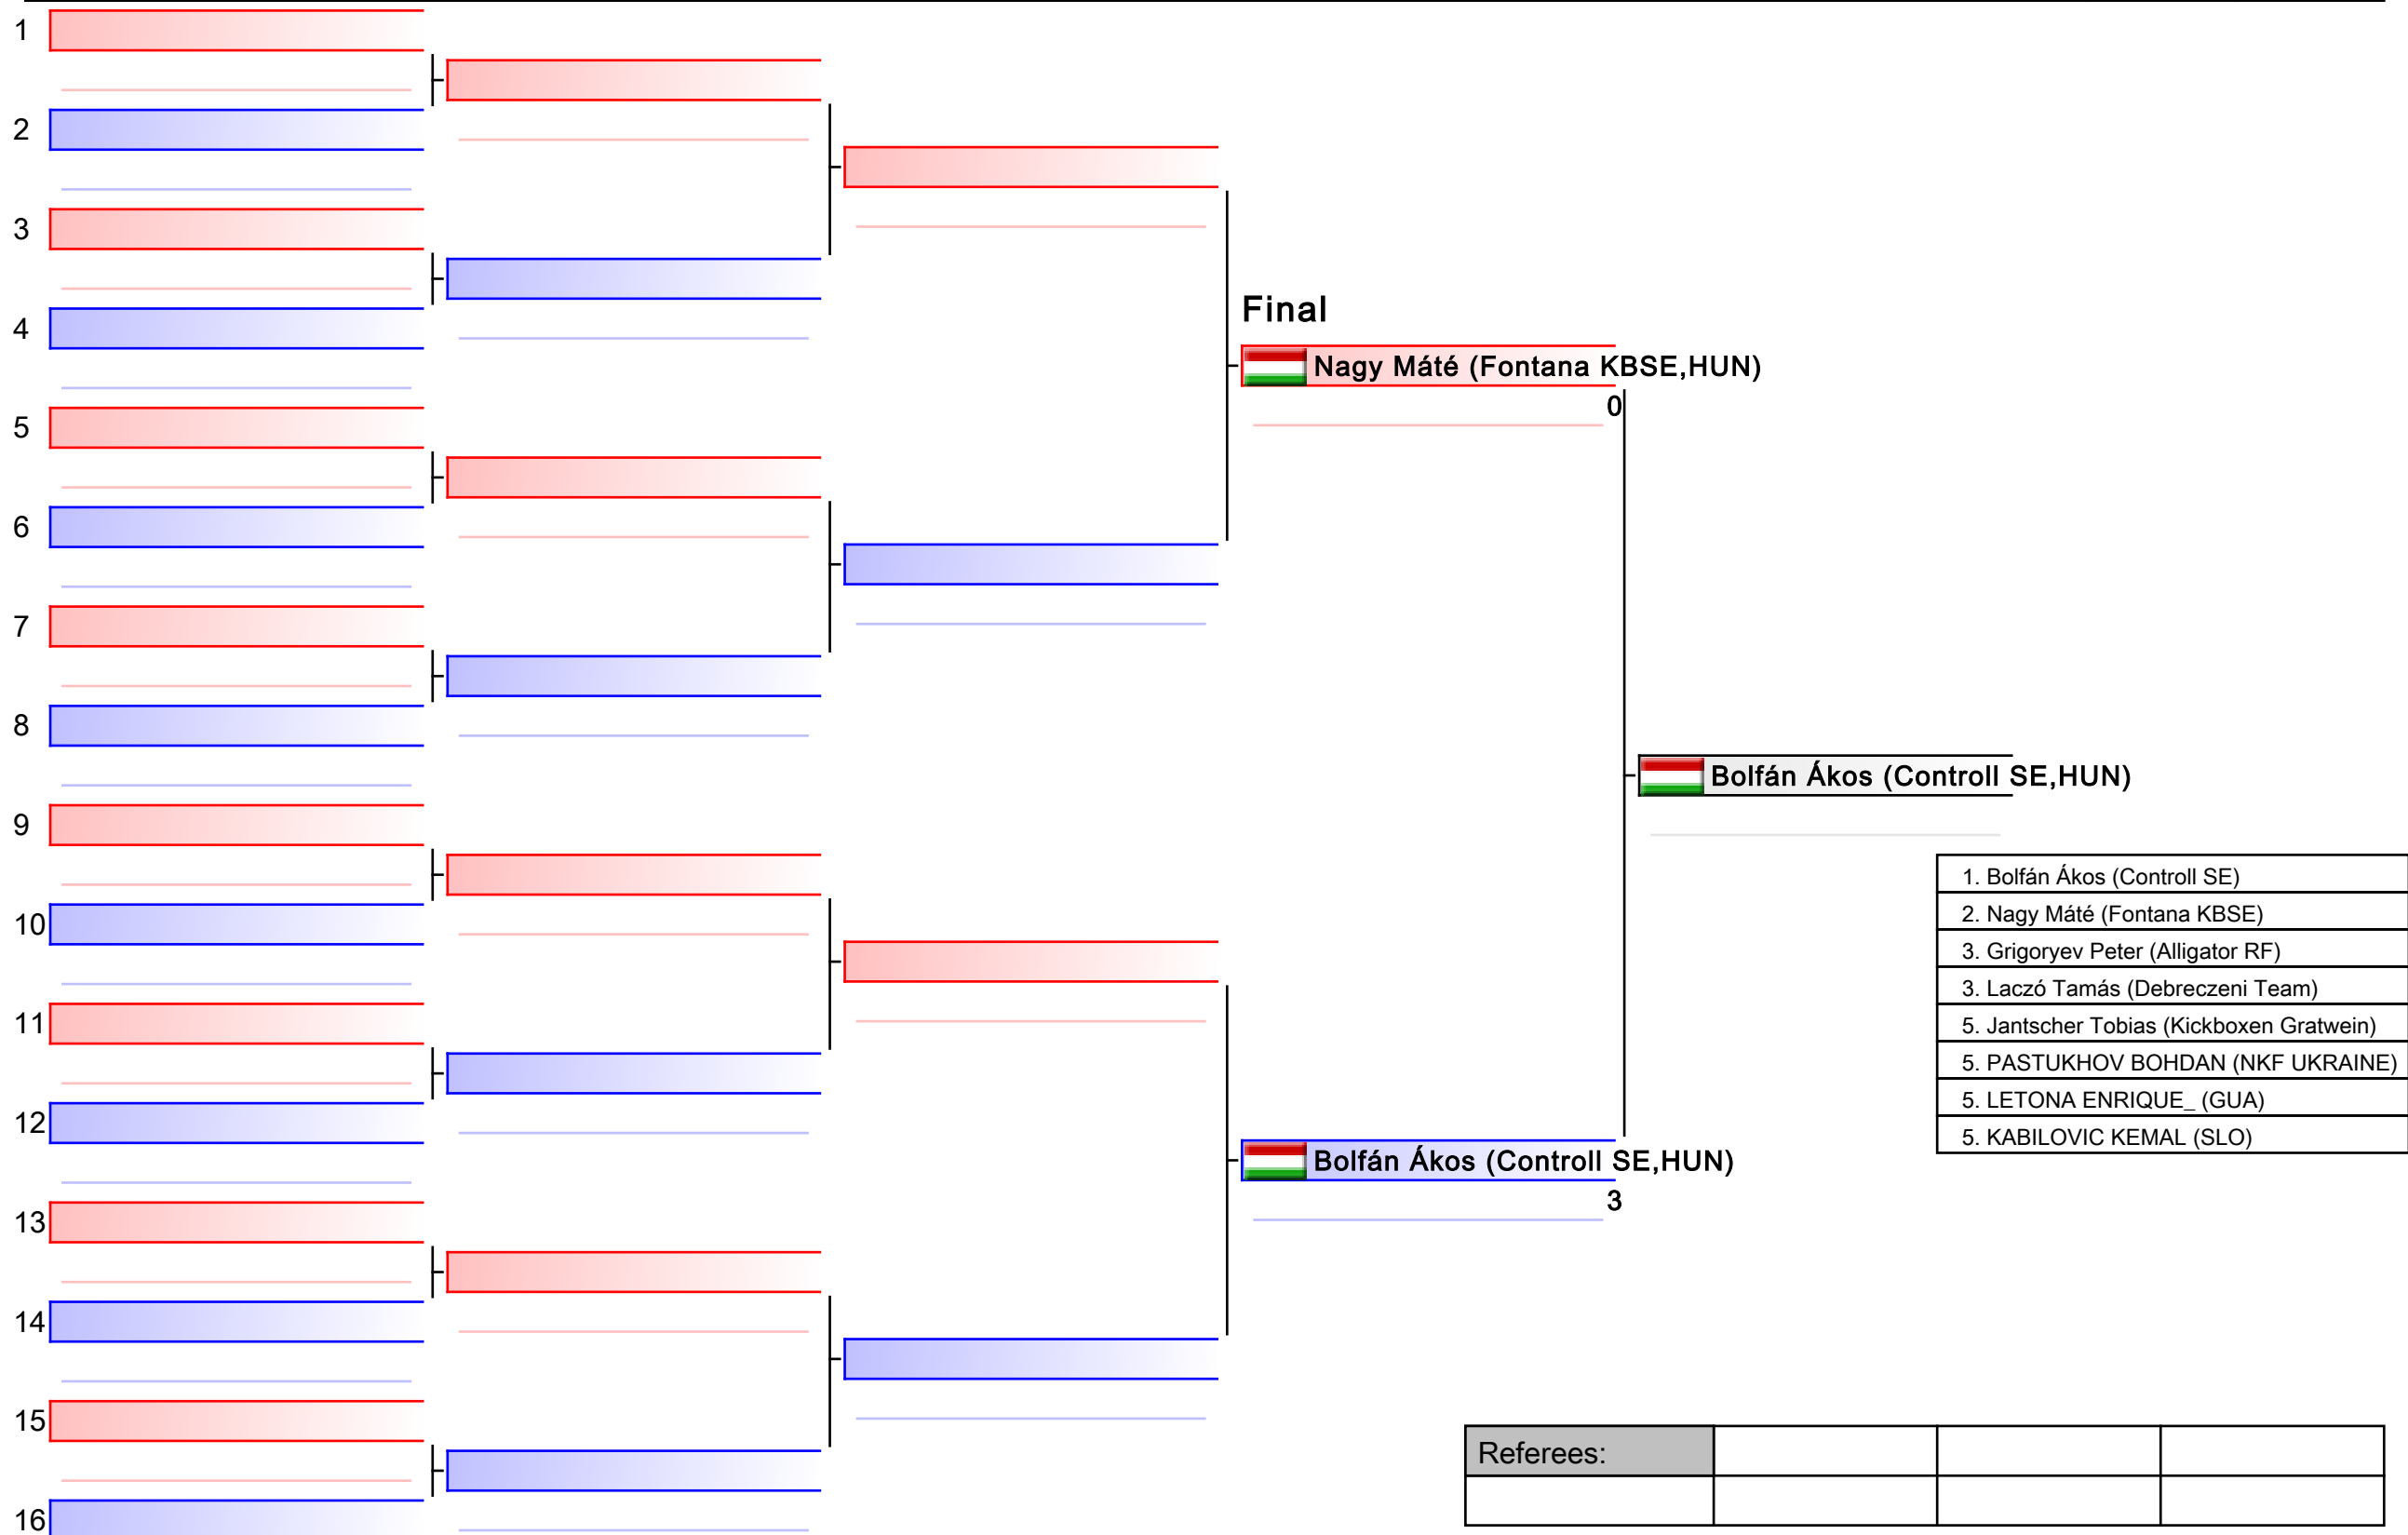 1
2
3
4
Final
Nagy Máté (Fontana KBSE,HUN)
0
5
6
7
8
Bolfán Ákos (Controll SE,HUN)
9
1. Bolfán Ákos (Controll SE)
2. Nagy Máté (Fontana KBSE)
3. Grigoryev Peter (Alligator RF)
3. Laczó Tamás (Debreczeni Team)
5. Jantscher Tobias (Kickboxen Gratwein)
5. PASTUKHOV BOHDAN (NKF UKRAINE)
5. LETONA ENRIQUE_ (GUA)
5. KABILOVIC KEMAL (SLO)
10
11
12
Bolfán Ákos (Controll SE,HUN)
3
13
14
15
Referees:
16